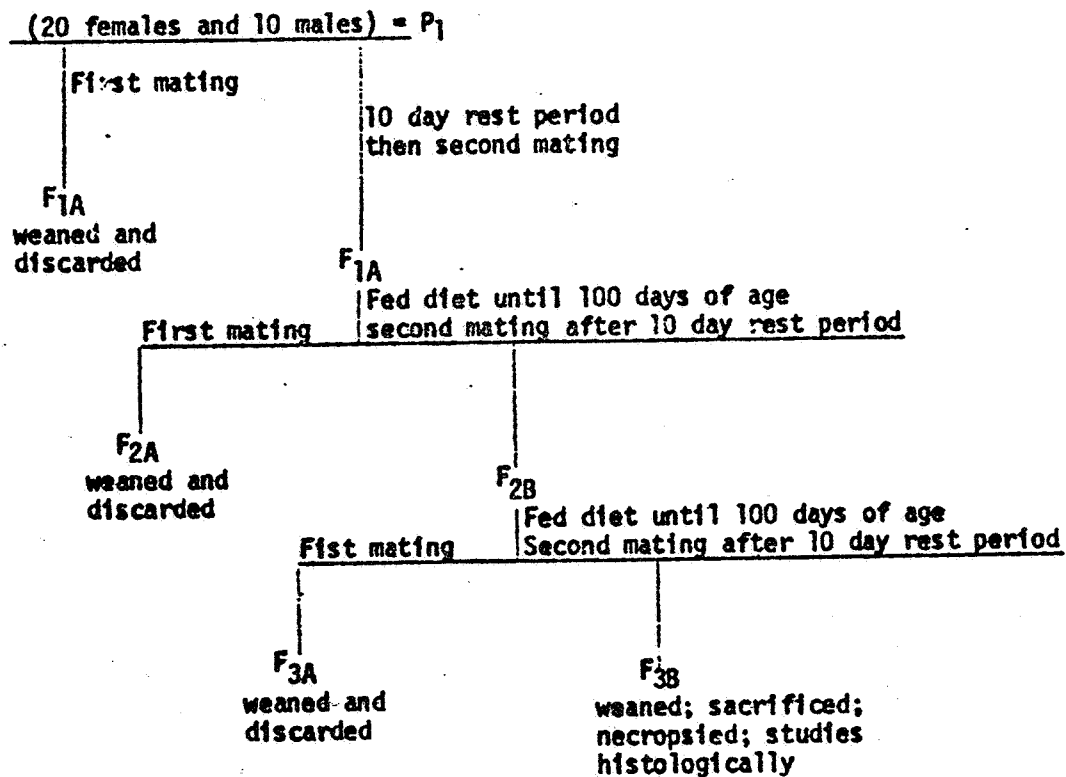 (20 females and 10 males) = P1
First mating
10 day rest period
then second mating
F1A
weaned and
discarded
F1A
Fed diet until 100 days of age
First mating
second mating after 10 day rest period
F2A
weaned and
discarded
F2B
Fed diet until 100 days of age
Fist mating
Second mating after 10 day rest period
F3A
weaned and
discarded
F3B
weaned; sacrificed;
necropsied; studies
histologically